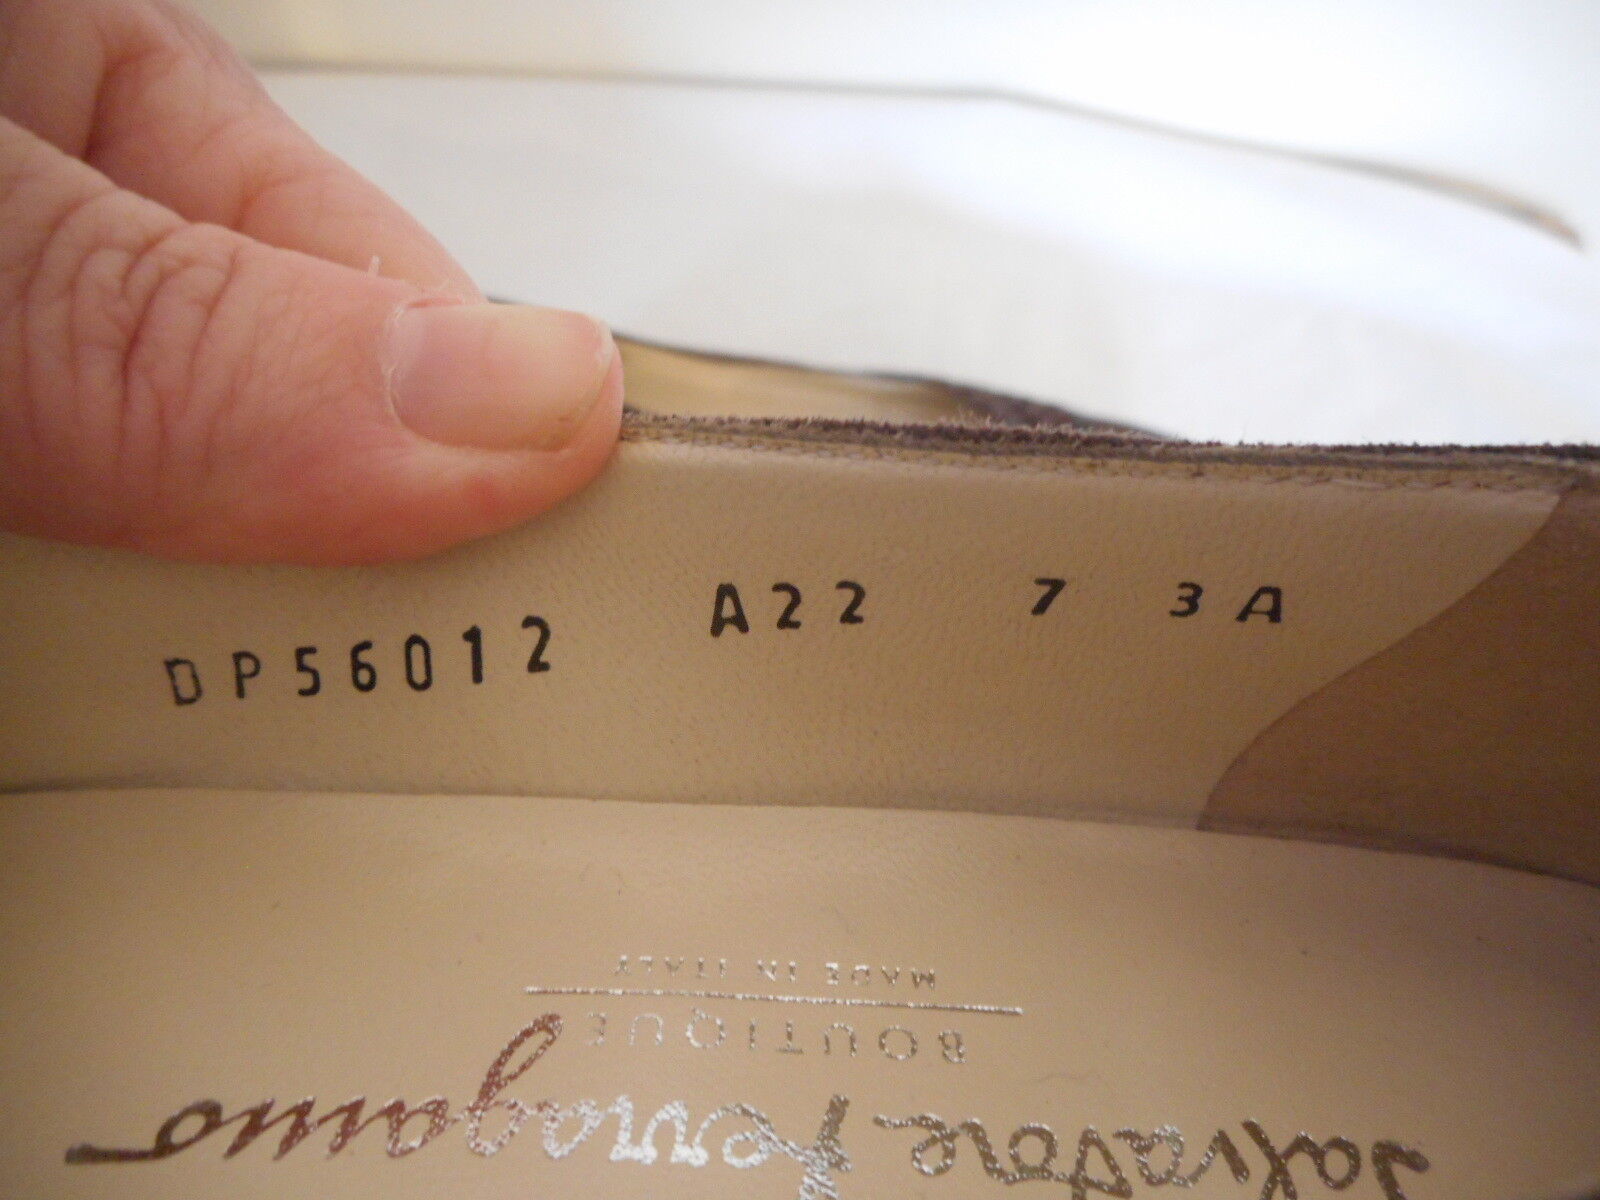 DP56012 A22 7 3A
Salvatore Ferragamo
BOUTIQUE
MADE IN ITALY